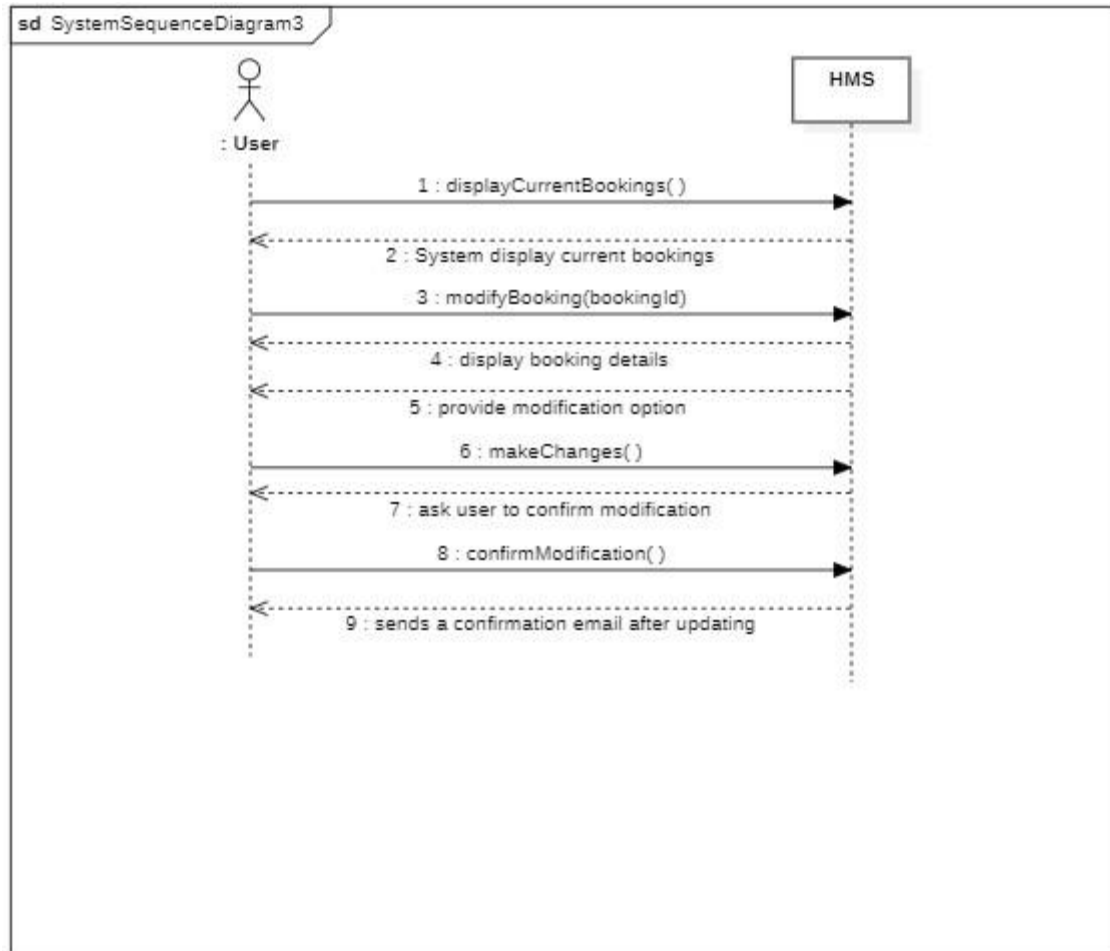 sd SystemSequenceDiagram3
HMS
: User
1 : displayCurrentBookings( )
2 : System display current bookings
3 : modifyBooking(bookingId)
4 : display booking details
5 : provide modification option
6 : makeChanges( )
7 : ask user to confirm modification
8 : confirmModification( )
9 : sends a confirmation email after updating